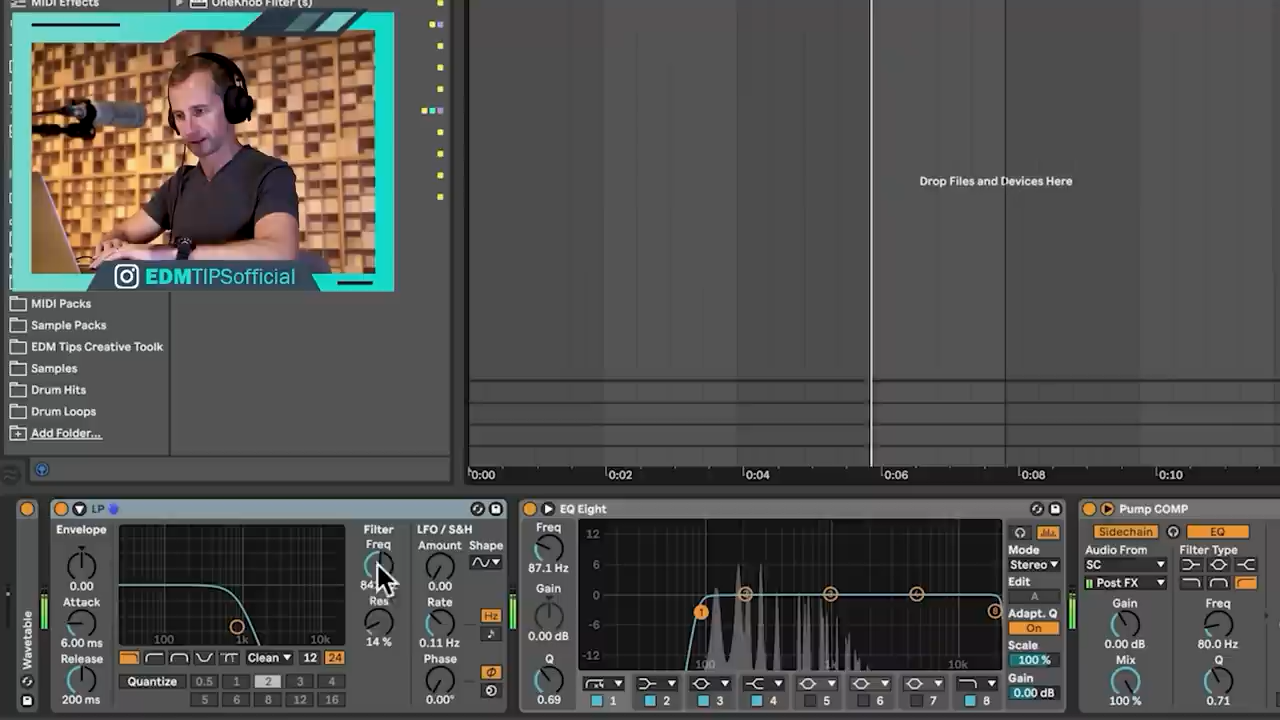 MIDI Effects
OneKnob Filter (s)
EDMTIPSofficial
MIDI Packs
Sample Packs
EDM Tips Creative Toolk
Samples
Drum Hits
Drum Loops
Add Folder...
Drop Files and Devices Here
0:00 0:02 0:04 0:06 0:08 0:10
Wavetable
LP
Envelope
0.00
Attack
6.00 ms
Release
200 ms
100 1k 10k
Clean 12 24
Quantize 0.5 1 2 3 4
5 6 8 12 16
Filter
Freq
Res
14 %
LFO / S&H
Amount Shape
0.00
Rate
0.11 Hz
Hz
Phase
0.00°
EQ Eight
Freq
87.1 Hz
Gain
0.00 dB
Q
0.69
12
6
0
-6
-12
100 1k 10k
1 2 3 4 5 6 7 8
Mode
Stereo
Edit
A
Adapt. Q
On
Scale
100 %
Gain
0.00 dB
Pump COMP
Sidechain EQ
Audio From
SC
Post FX
Gain
0.00 dB
Mix
100 %
Filter Type
Freq
80.0 Hz
Q
0.71